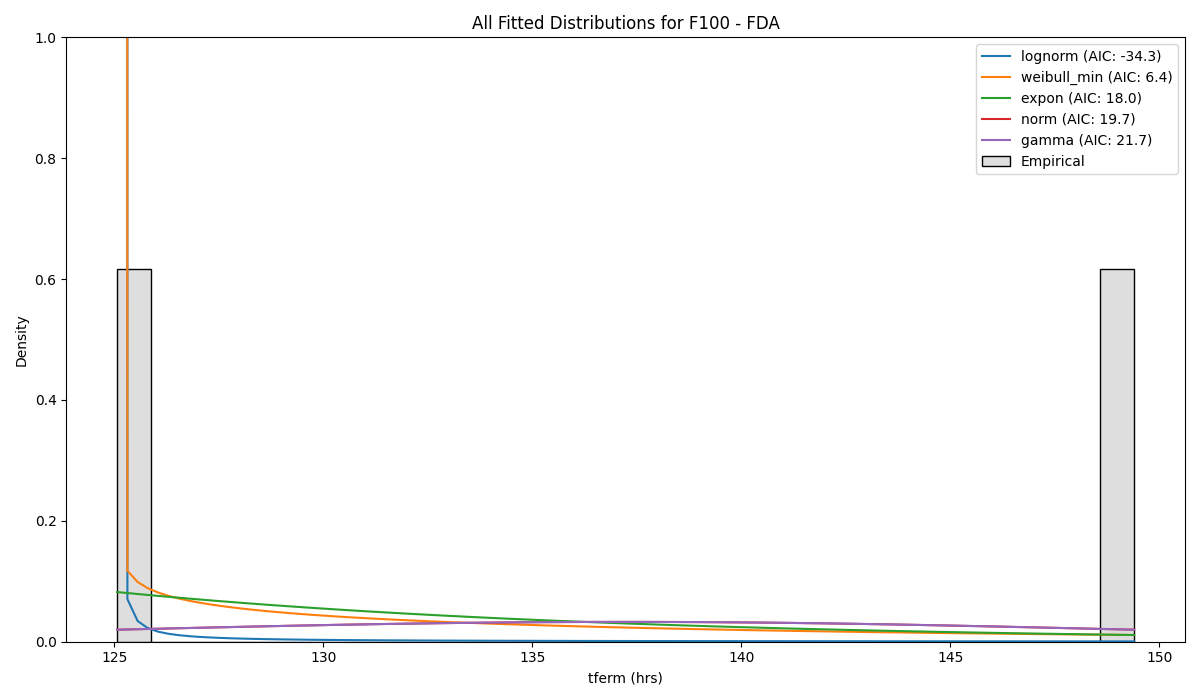 All Fitted Distributions for F100 - FDA
Density
1.0
0.8
0.6
0.4
0.2
0.0
lognorm (AIC: -34.3)
weibull_min (AIC: 6.4)
expon (AIC: 18.0)
norm (AIC: 19.7)
gamma (AIC: 21.7)
Empirical
125
130
135
140
145
150
tferm (hrs)